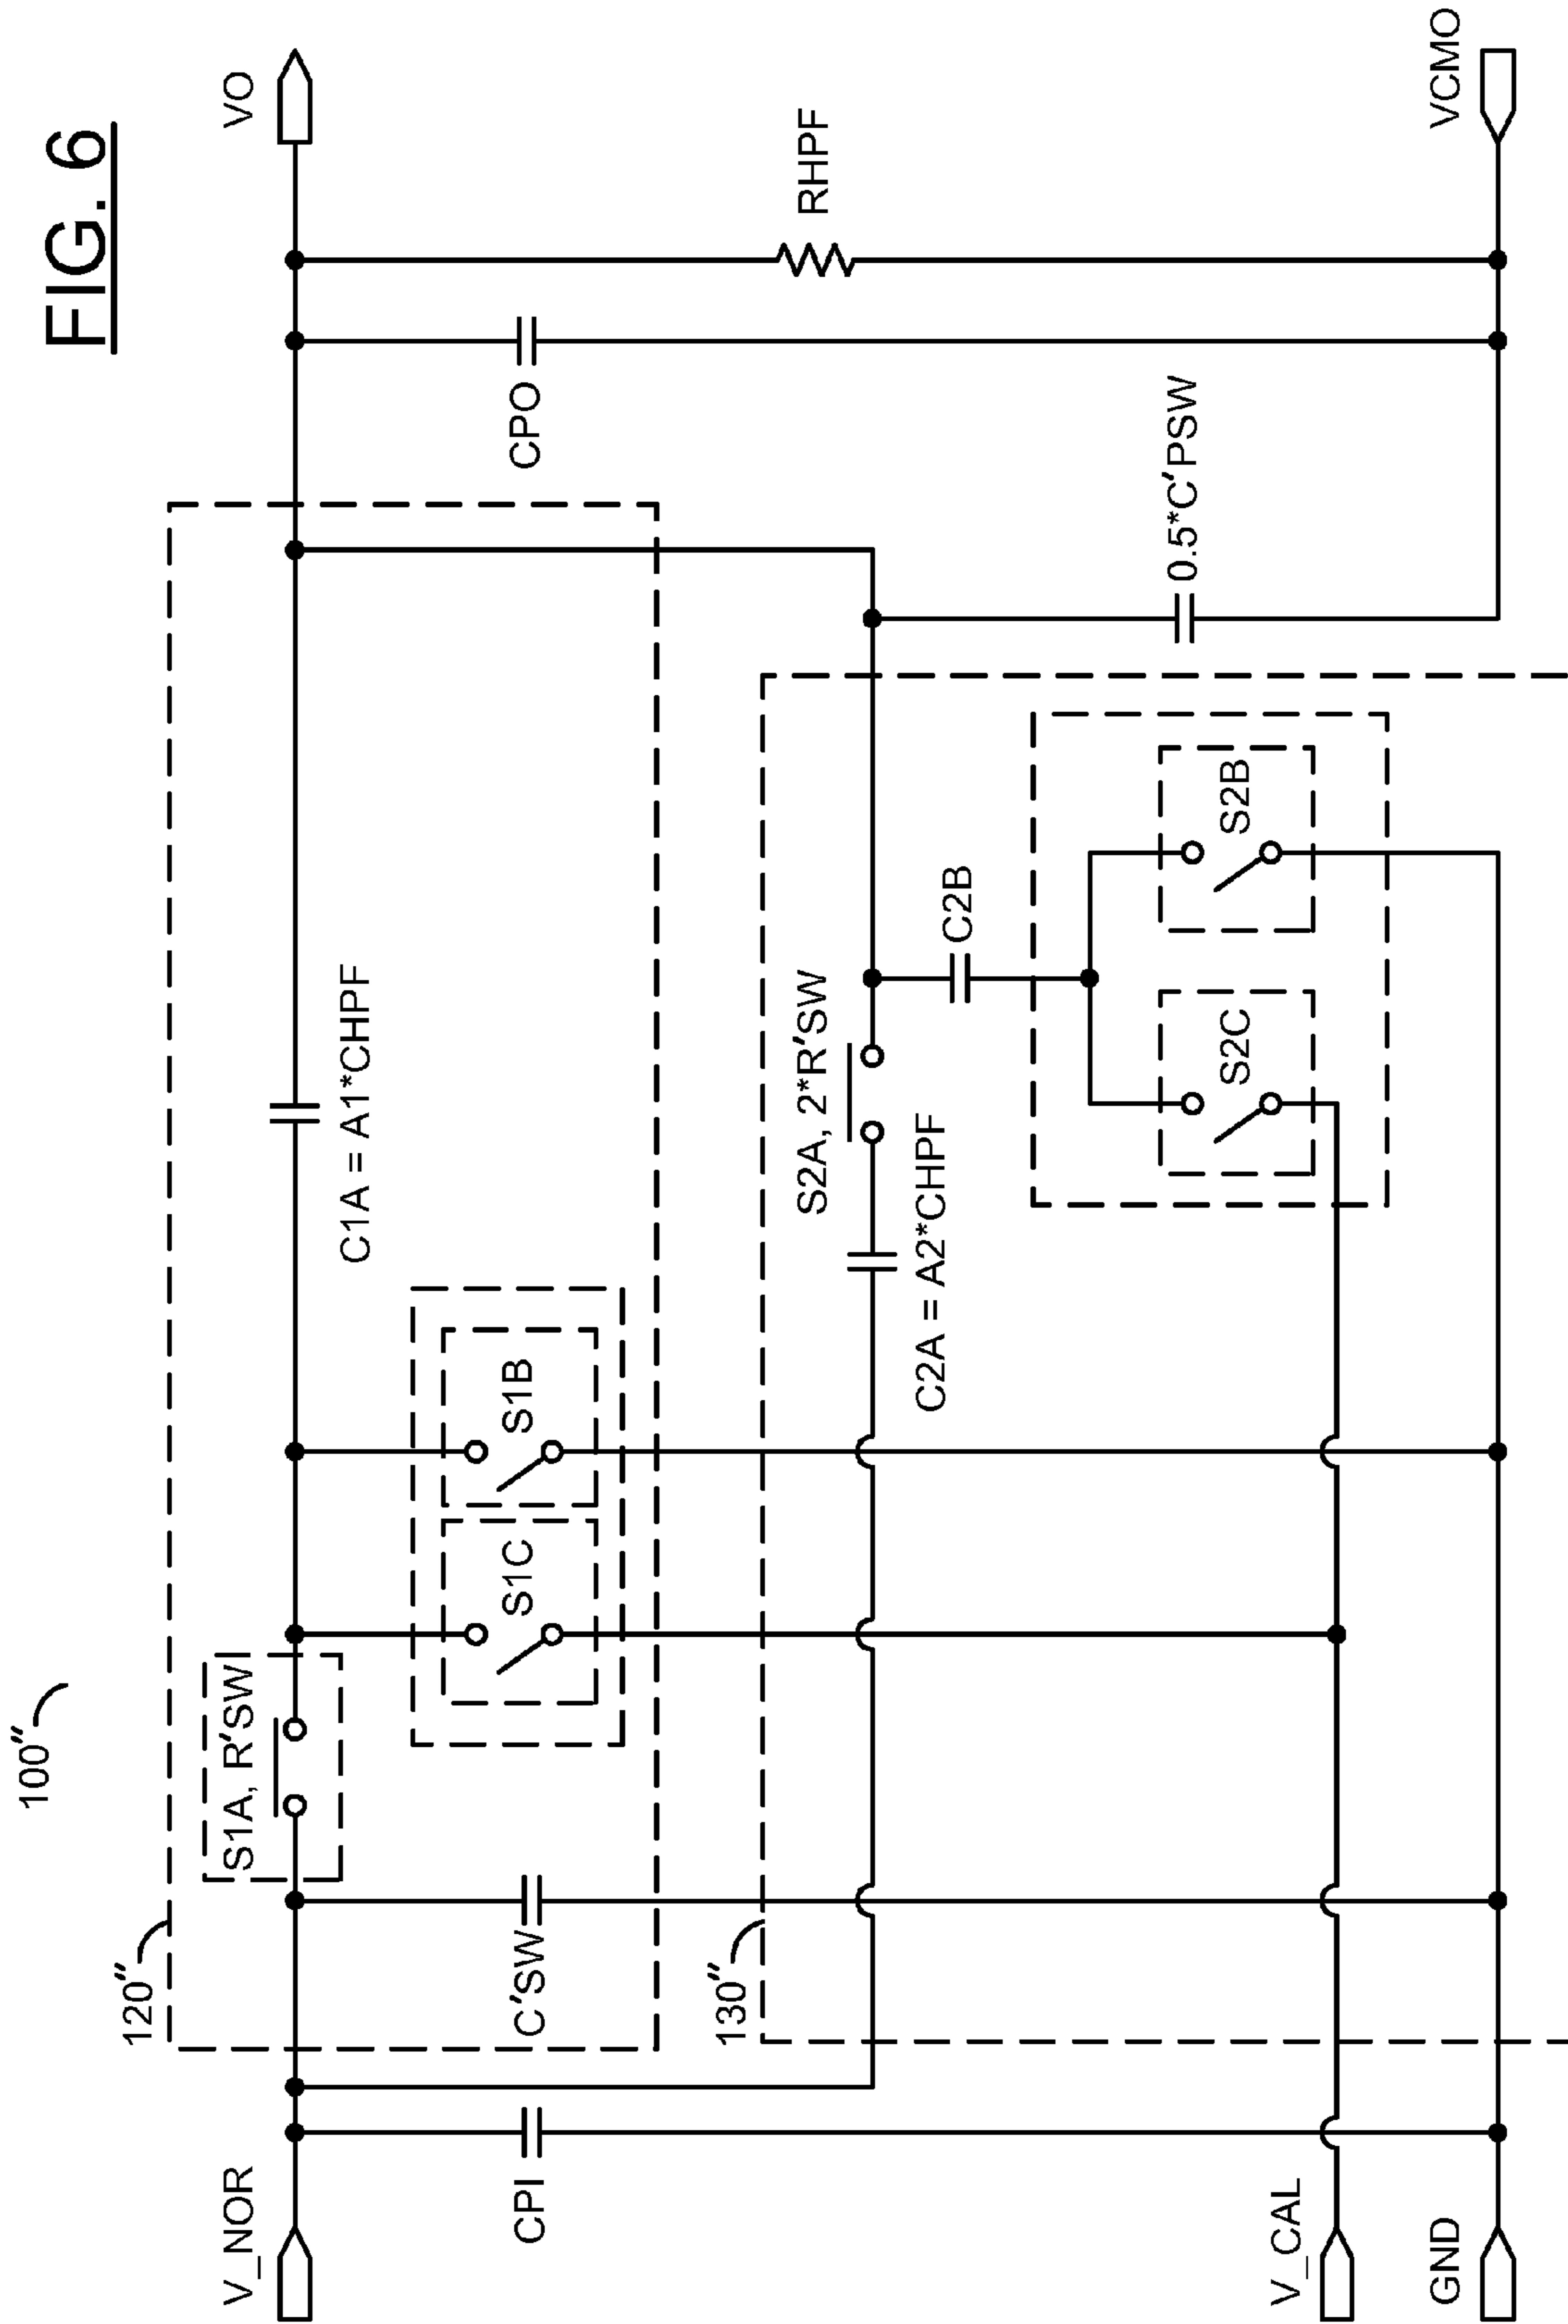 FIG. 6
100″
120″
S1A, R′SW
V_NOR
VO
C1A = A1*CHPF
S1C
S1B
C′SW
CPI
CPO
RHPF
130″
S2A, 2*R′SW
C2A = A2*CHPF
C2B
S2C
S2B
0.5*C′PSW
V_CAL
GND
VCMO